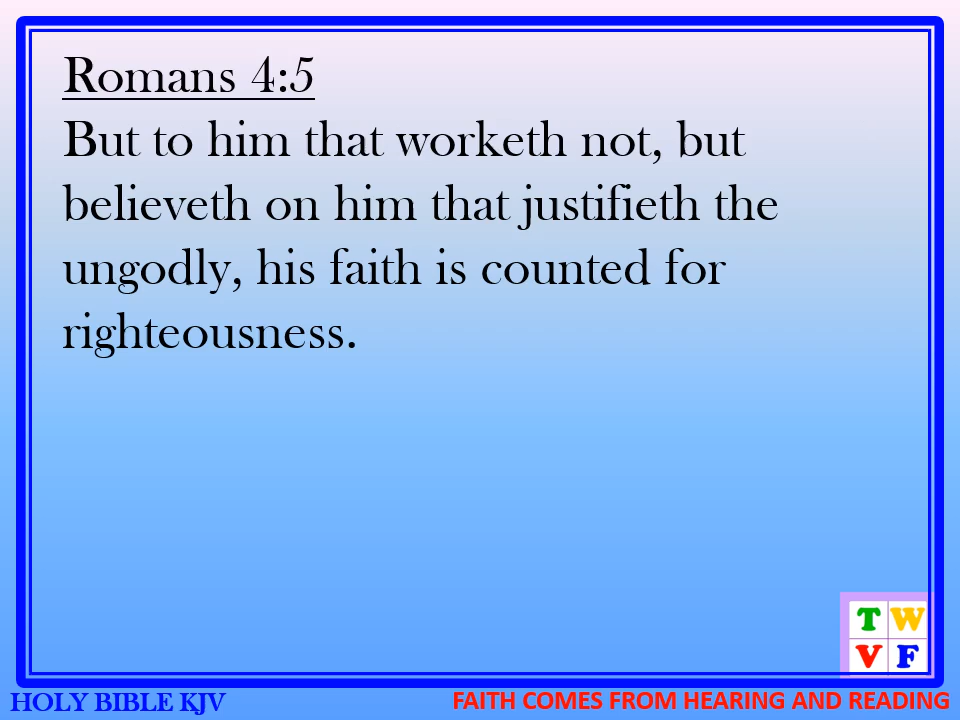 Romans 4:5
But to him that worketh not, but
believeth on him that justifieth the
ungodly, his faith is counted for
righteousness.
T W
V F
HOLY BIBLE KJV
FAITH COMES FROM HEARING AND READING